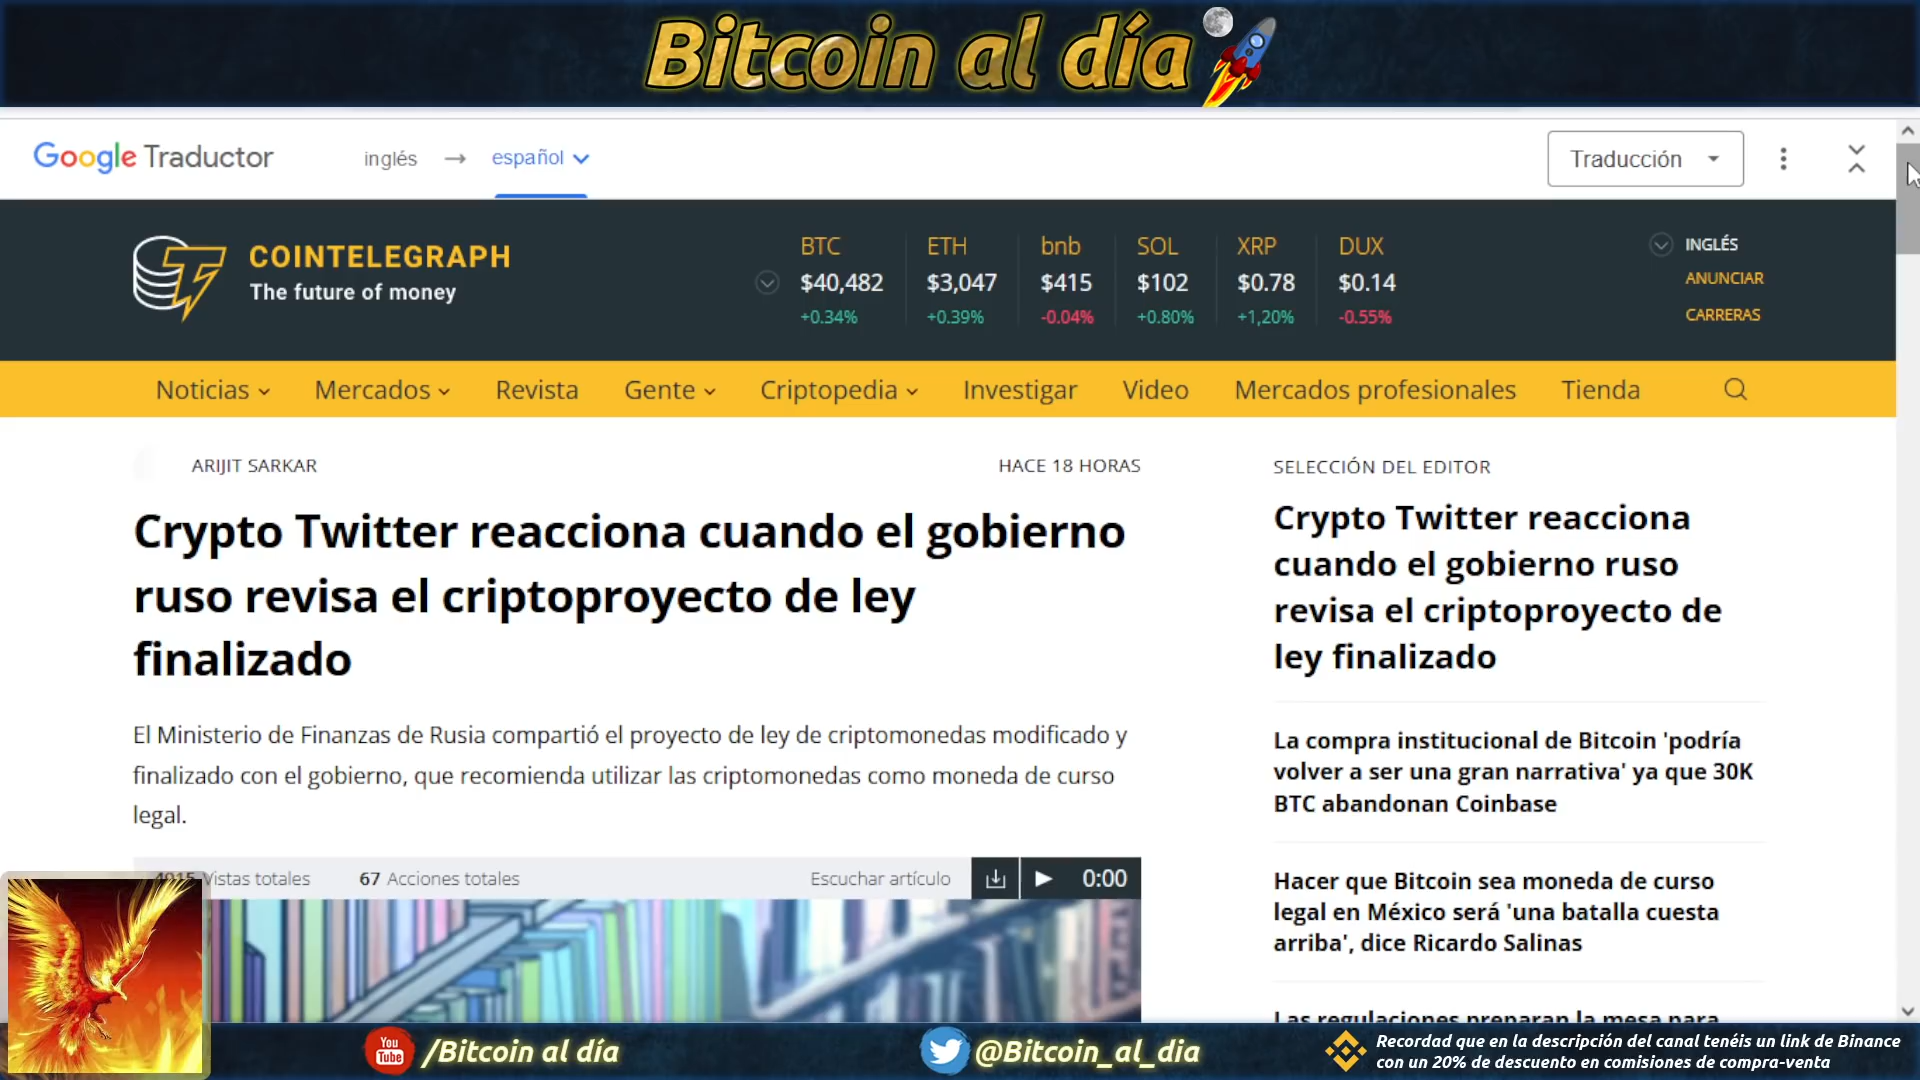 Bitcoin al día
Google Traductor
inglés → español
Traducción
COINTELEGRAPH
The future of money
BTC ETH bnb SOL XRP DUX
$40,482 $3,047 $415 $102 $0.78 $0.14
+0.34% +0.39% -0.04% +0.80% +1,20% -0.55%
INGLÉS
ANUNCIAR
CARRERAS
Noticias Mercados Revista Gente Criptopedia Investigar Video Mercados profesionales Tienda
ARIJIT SARKAR
HACE 18 HORAS
Crypto Twitter reacciona cuando el gobierno
ruso revisa el criptoproyecto de ley
finalizado
El Ministerio de Finanzas de Rusia compartió el proyecto de ley de criptomonedas modificado y
finalizado con el gobierno, que recomienda utilizar las criptomonedas como moneda de curso
legal.
4915 Vistas totales
67 Acciones totales
Escuchar artículo
0:00
SELECCIÓN DEL EDITOR
Crypto Twitter reacciona
cuando el gobierno ruso
revisa el criptoproyecto de
ley finalizado
La compra institucional de Bitcoin 'podría
volver a ser una gran narrativa' ya que 30K
BTC abandonan Coinbase
Hacer que Bitcoin sea moneda de curso
legal en México será 'una batalla cuesta
arriba', dice Ricardo Salinas
Las regulaciones preparan la mesa para
You Tube
/Bitcoin al día
@Bitcoin_al_dia
Recordad que en la descripción del canal tenéis un link de Binance
con un 20% de descuento en comisiones de compra-venta